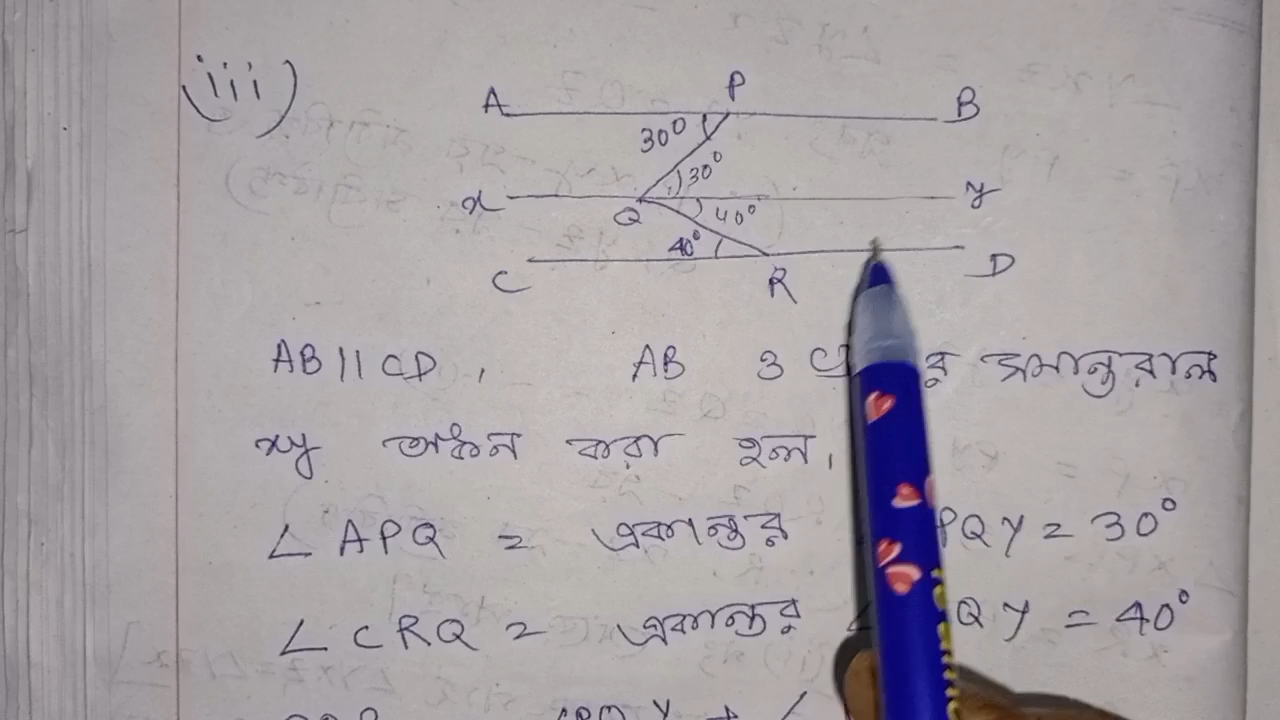 iii)
A P B
30°
30°
x Q 40° y
40°
C R D
AB || CD, AB ও সমান্তরাল
xy অঙ্কন করা হল।
∠APQ = একান্তর PQY = 30°
∠CRQ = একান্তর ∠ QY = 40°